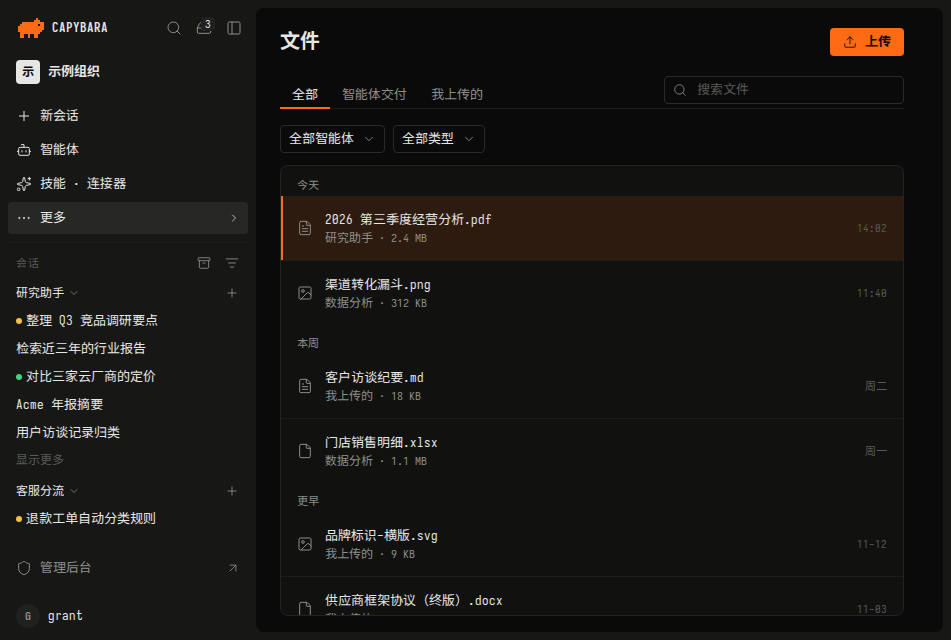 CAPYBARA
3
示 示例组织
新会话
智能体
技能 · 连接器
更多
会话
研究助手
整理 Q3 竞品调研要点
检索近三年的行业报告
对比三家云厂商的定价
Acme 年报摘要
用户访谈记录归类
显示更多
客服分流
退款工单自动分类规则
管理后台
G grant
文件
上传
全部 智能体交付 我上传的
搜索文件
全部智能体 全部类型
今天
2026 第三季度经营分析.pdf
研究助手 · 2.4 MB
14:02
渠道转化漏斗.png
数据分析 · 312 KB
11:40
本周
客户访谈纪要.md
我上传的 · 18 KB
周二
门店销售明细.xlsx
数据分析 · 1.1 MB
周一
更早
品牌标识-横版.svg
我上传的 · 9 KB
11-12
供应商框架协议（终版）.docx
11-03